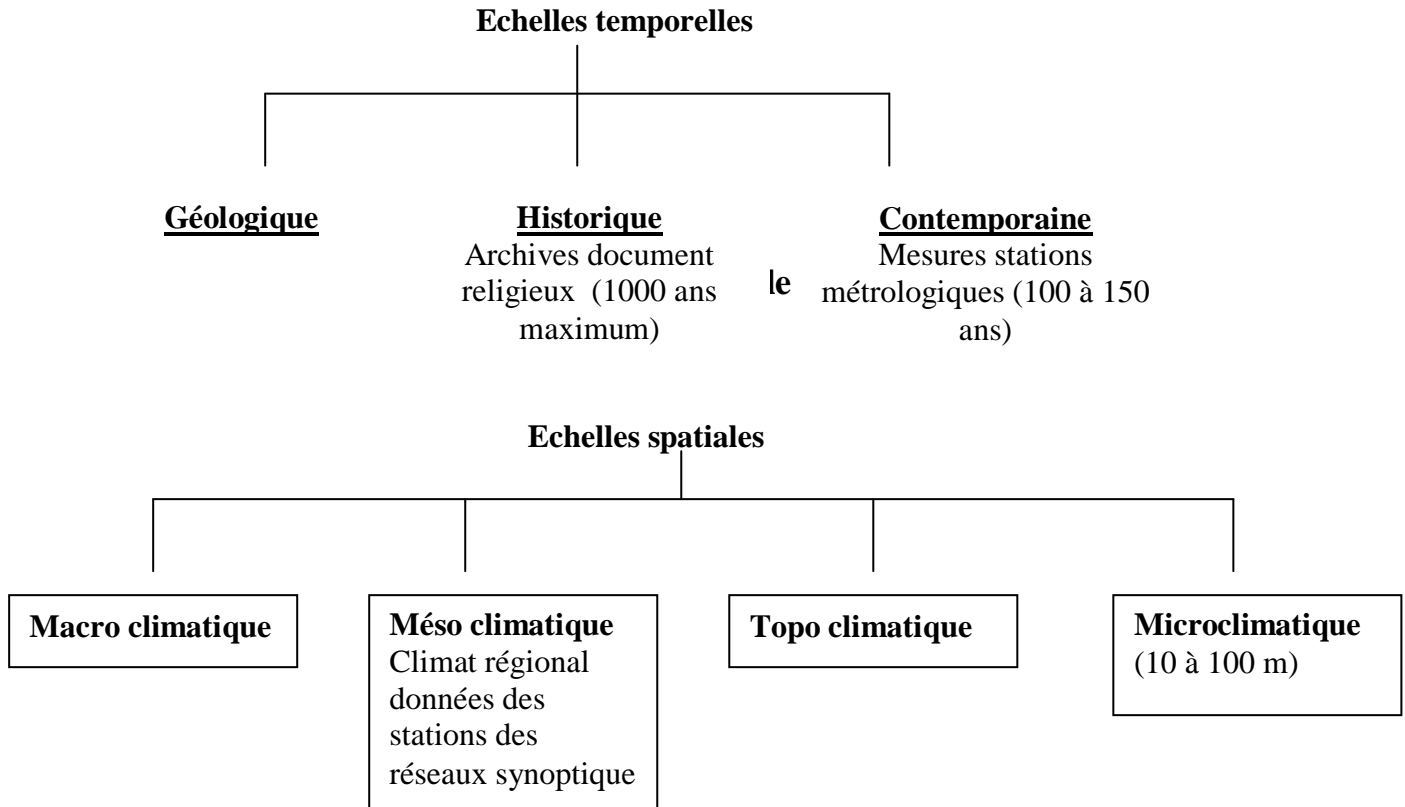 Echelles temporelles
Géologique
Historique
Archives document
religieux (1000 ans
maximum)
le
Contemporaine
Mesures stations
métrologiques (100 à 150
ans)
Echelles spatiales
Macro climatique
Méso climatique
Climat régional
données des
stations des
réseaux synoptique
Topo climatique
Microclimatique
(10 à 100 m)